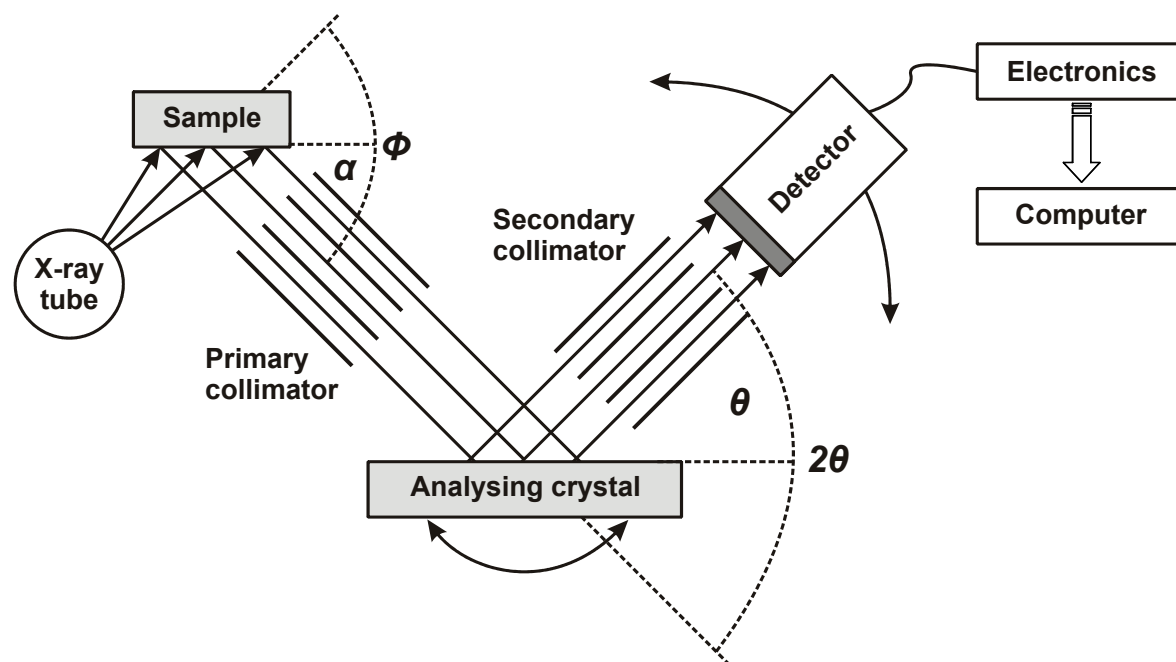 Electronics
Sample
Φ
α
Detector
Secondary
collimator
Computer
X-ray
tube
Primary
collimator
θ
2θ
Analysing crystal